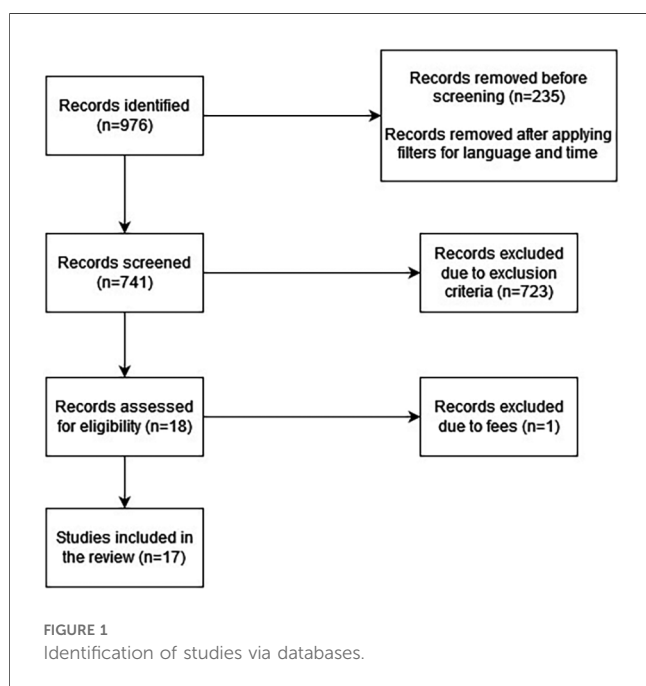 Records identified
(n=976)
Records removed before
screening (n=235)
Records removed after applying
filters for language and time
Records screened
(n=741)
Records excluded
due to exclusion
criteria (n=723)
Records assessed
for eligibility (n=18)
Records excluded
due to fees (n=1)
Studies included in
the review (n=17)
FIGURE 1
Identification of studies via databases.